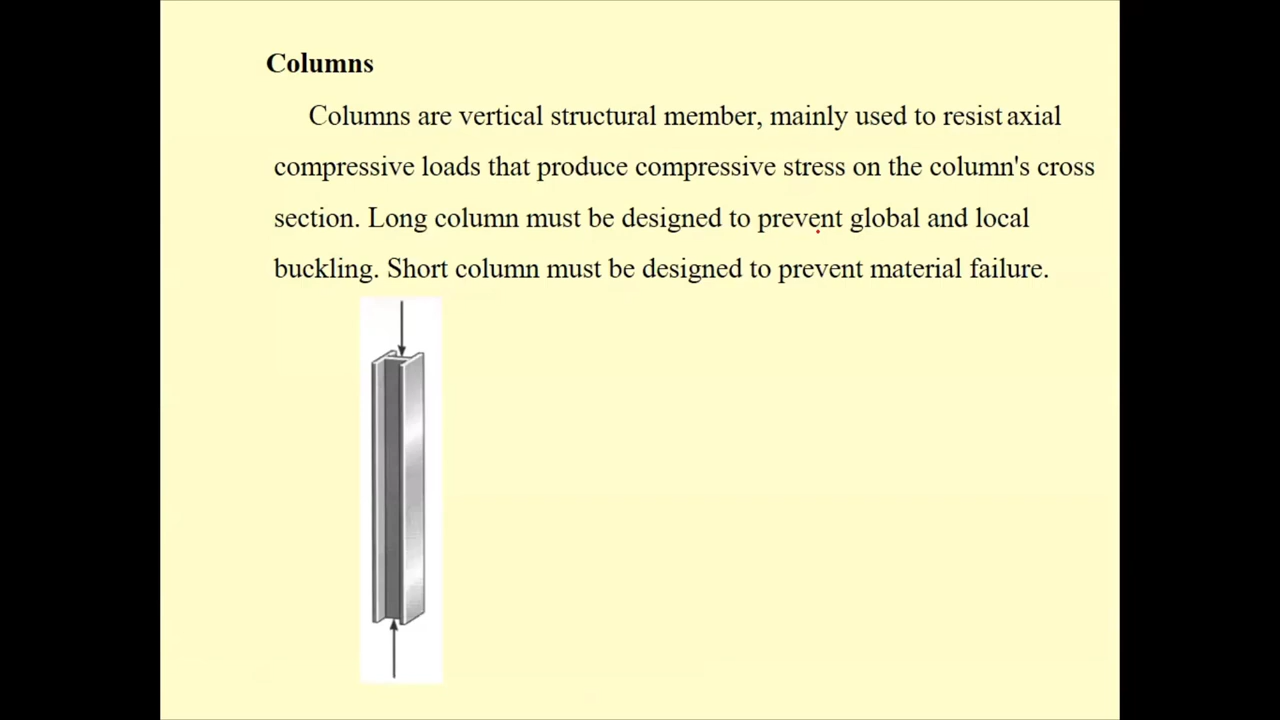 Columns
Columns are vertical structural member, mainly used to resist axial
compressive loads that produce compressive stress on the column's cross
section. Long column must be designed to prevent global and local
buckling. Short column must be designed to prevent material failure.